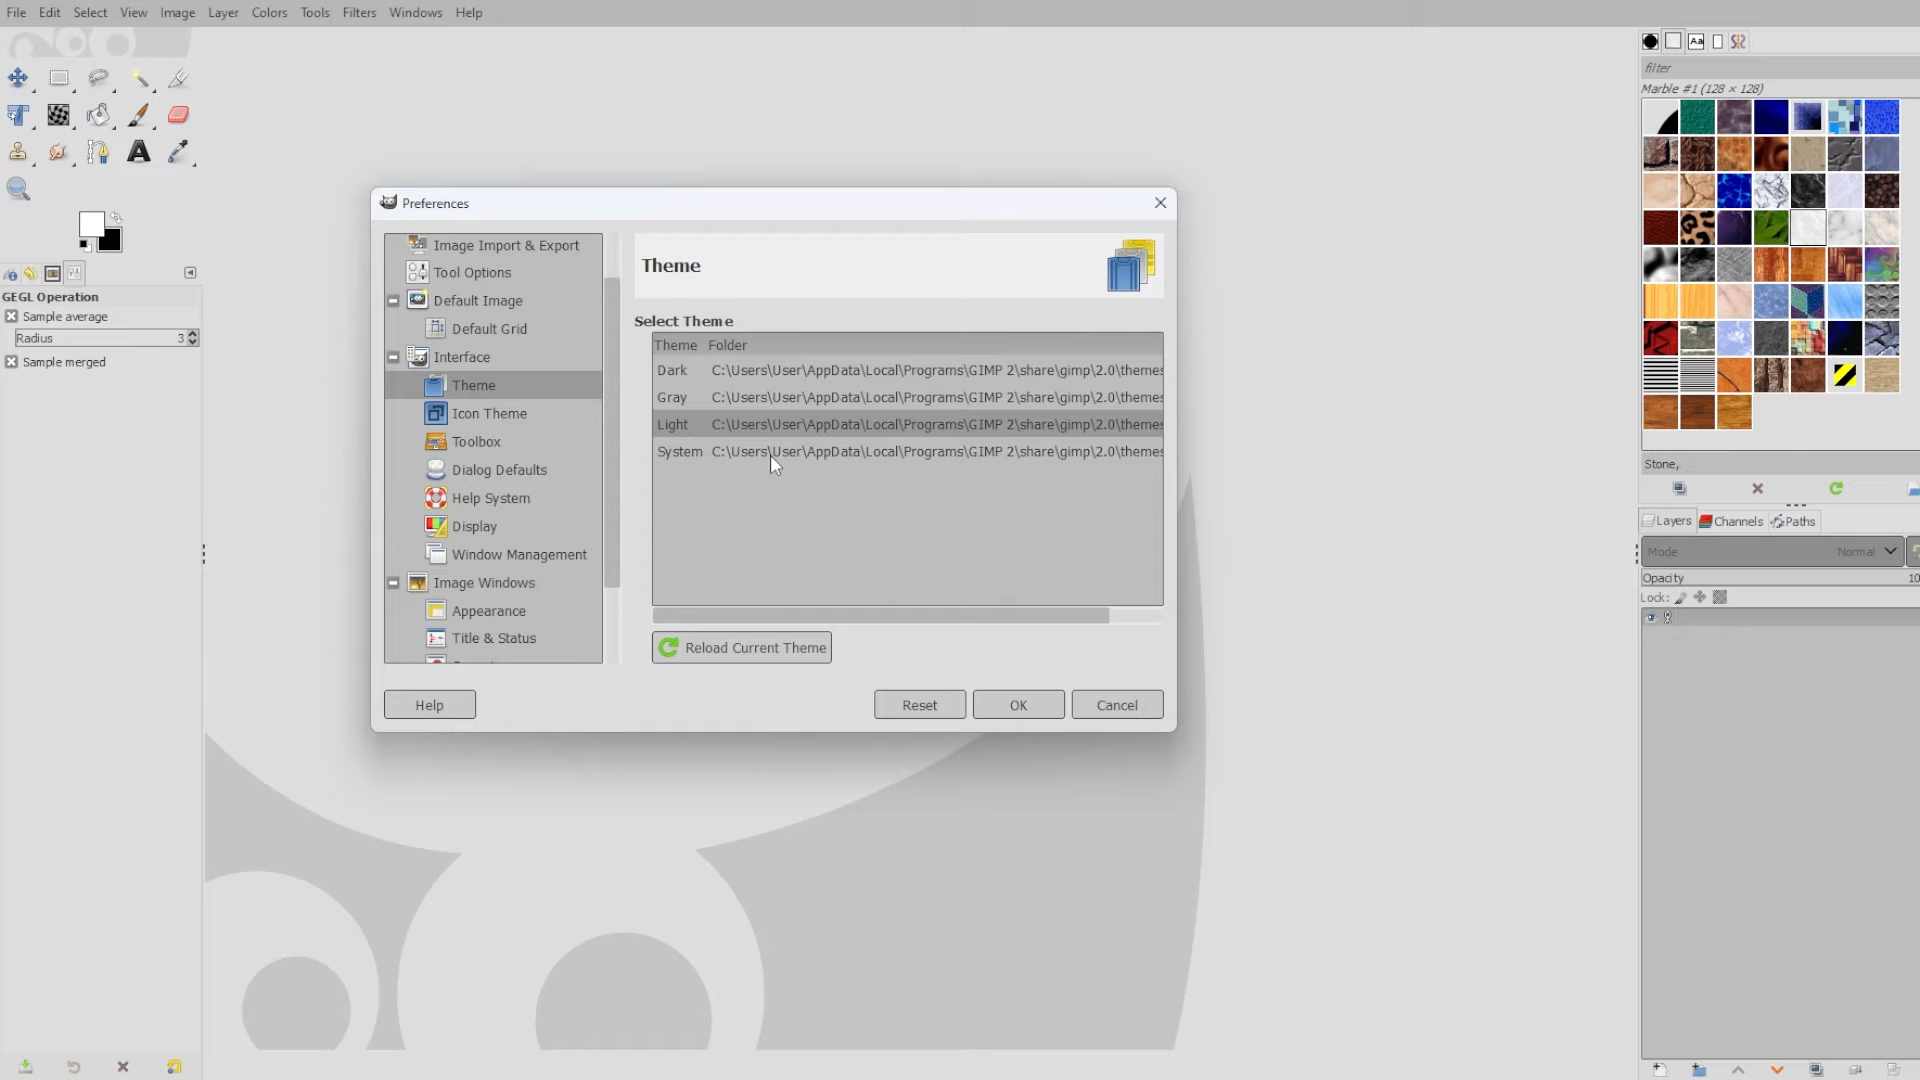 File Edit Select View Image Layer Colors Tools Filters Windows Help
filter
Marble #1 (128 × 128)
Preferences
Image Import & Export
Tool Options
Default Image
Default Grid
Interface
Theme
Icon Theme
Toolbox
Dialog Defaults
Help System
Display
Window Management
Image Windows
Appearance
Title & Status
Theme
Select Theme
Theme Folder
Dark C:\Users\User\AppData\Local\Programs\GIMP 2\share\gimp\2.0\themes
Gray C:\Users\User\AppData\Local\Programs\GIMP 2\share\gimp\2.0\themes
Light C:\Users\User\AppData\Local\Programs\GIMP 2\share\gimp\2.0\themes
System C:\Users\User\AppData\Local\Programs\GIMP 2\share\gimp\2.0\themes
Reload Current Theme
Help Reset OK Cancel
GEGL Operation
Sample average
Radius 3
Sample merged
Stone,
Layers Channels Paths
Mode Normal
Opacity 10
Lock: